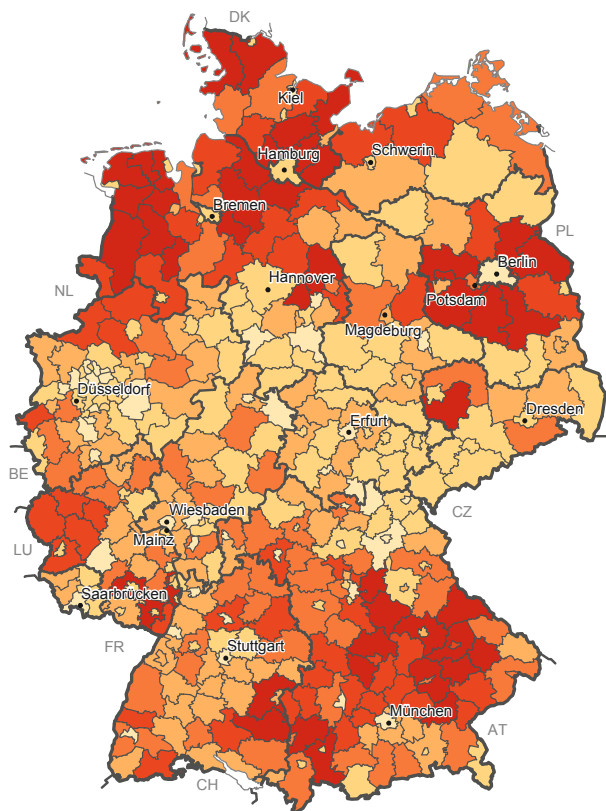 DK
Kiel
Hamburg
Schwerin
Bremen
PL
Berlin
Hannover
NL
Potsdam
Magdeburg
Düsseldorf
Dresden
Erfurt
BE
Wiesbaden
CZ
Mainz
LU
Saarbrücken
FR
Stuttgart
München
AT
CH